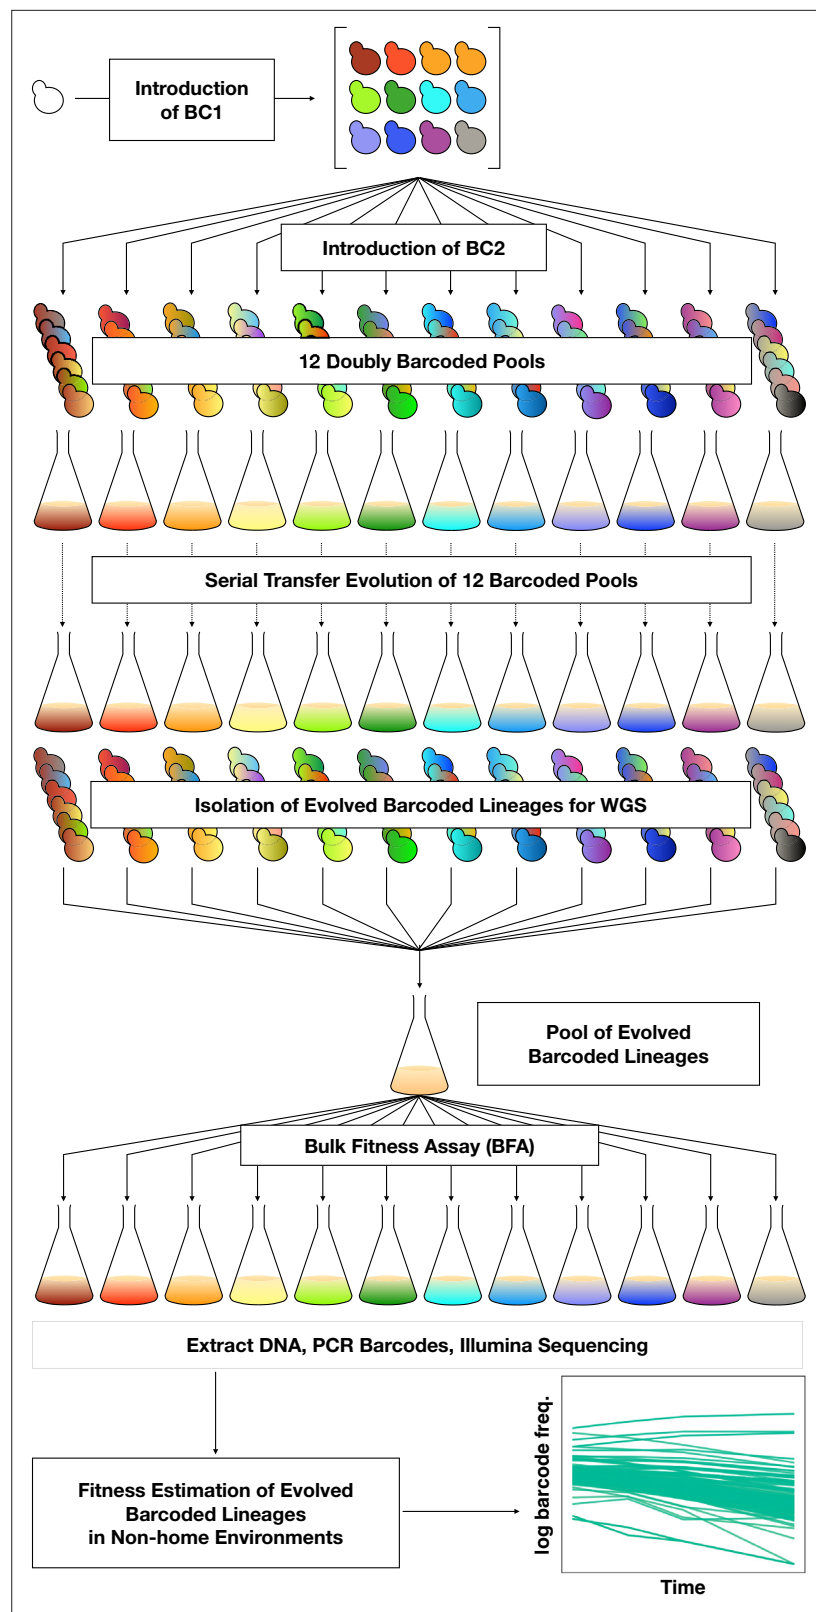 Introduction
of BC1
Introduction of BC2
12 Doubly Barcoded Pools
Serial Transfer Evolution of 12 Barcoded Pools
Isolation of Evolved Barcoded Lineages for WGS
Pool of Evolved
Barcoded Lineages
Bulk Fitness Assay (BFA)
Extract DNA, PCR Barcodes, Illumina Sequencing
Fitness Estimation of Evolved
Barcoded Lineages
in Non-home Environments
log barcode freq.
Time